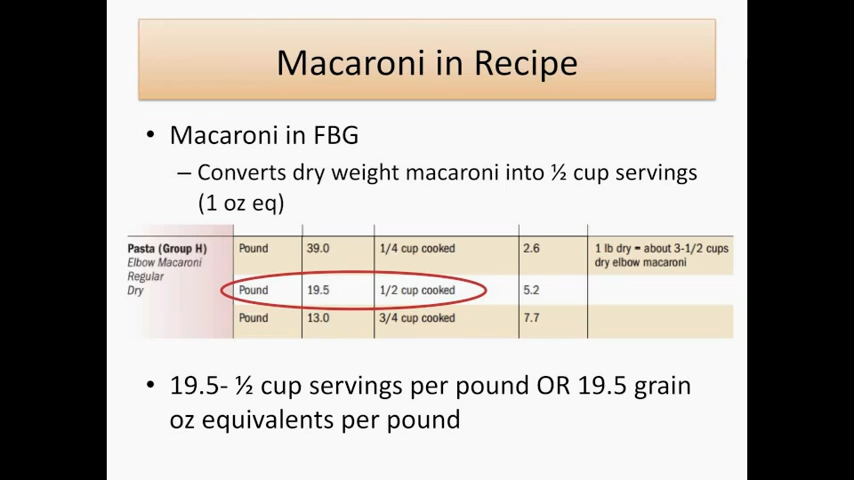 Macaroni in Recipe
• Macaroni in FBG
– Converts dry weight macaroni into ½ cup servings
(1 oz eq)
Pasta (Group H) Pound 39.0 1/4 cup cooked 2.6 1 lb dry = about 3-1/2 cups
Elbow Macaroni dry elbow macaroni
Regular
Dry Pound 19.5 1/2 cup cooked 5.2
Pound 13.0 3/4 cup cooked 7.7
• 19.5- ½ cup servings per pound OR 19.5 grain
oz equivalents per pound